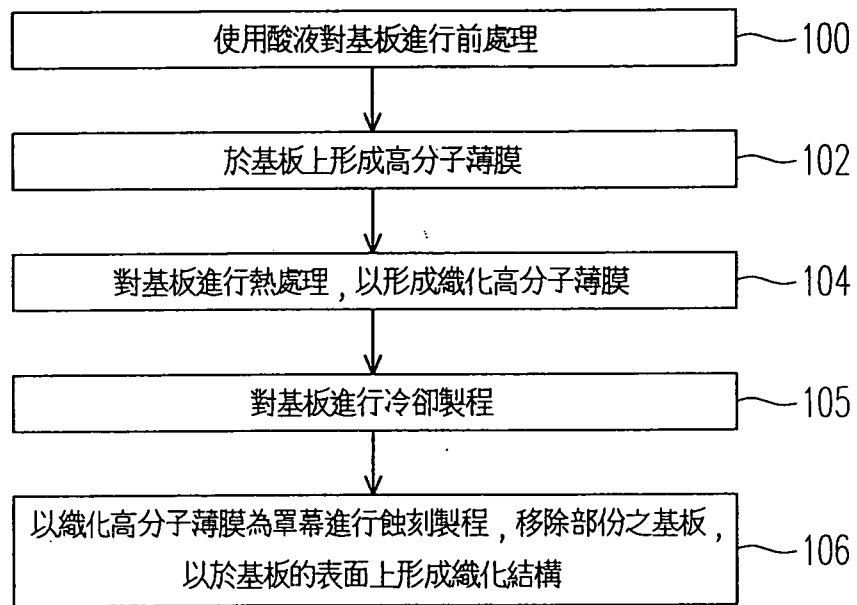 使用酸液對基板進行前處理
100
於基板上形成高分子薄膜
102
對基板進行熱處理，以形成織化高分子薄膜
104
對基板進行冷卻製程
105
以織化高分子薄膜為罩幕進行蝕刻製程，移除部份之基板，
以於基板的表面上形成織化結構
106